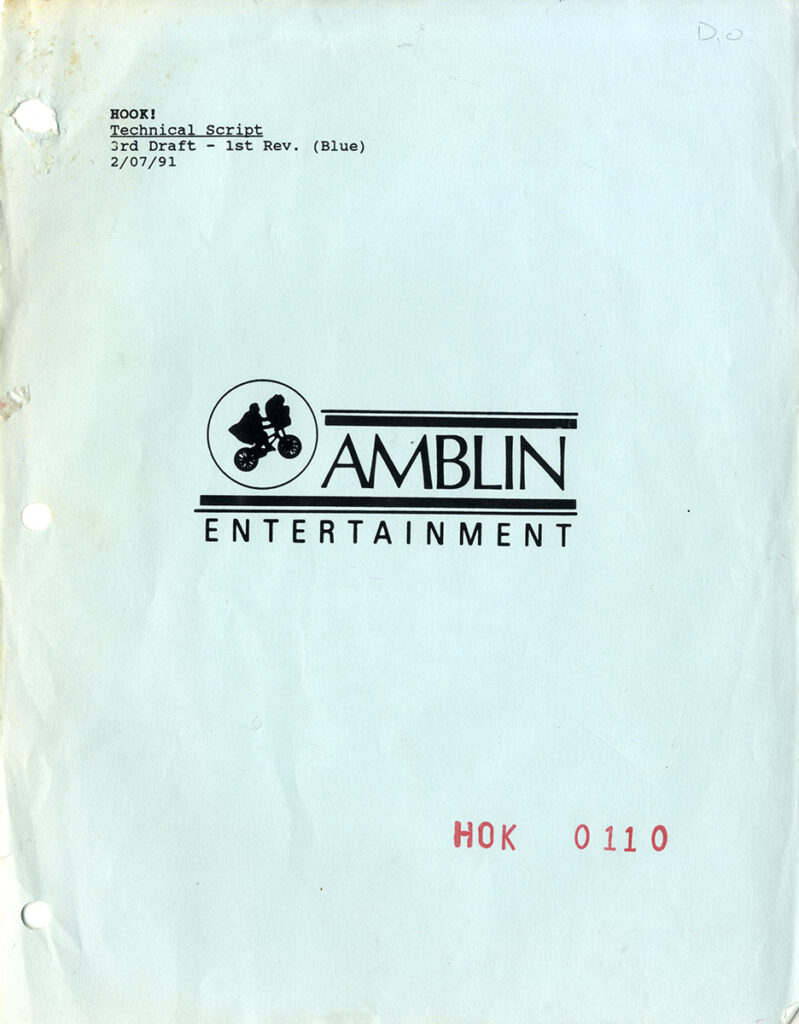 D.O.
HOOK!
Technical Script
3rd Draft - 1st Rev. (Blue)
2/07/91
AMBLIN
ENTERTAINMENT
HOK 0110